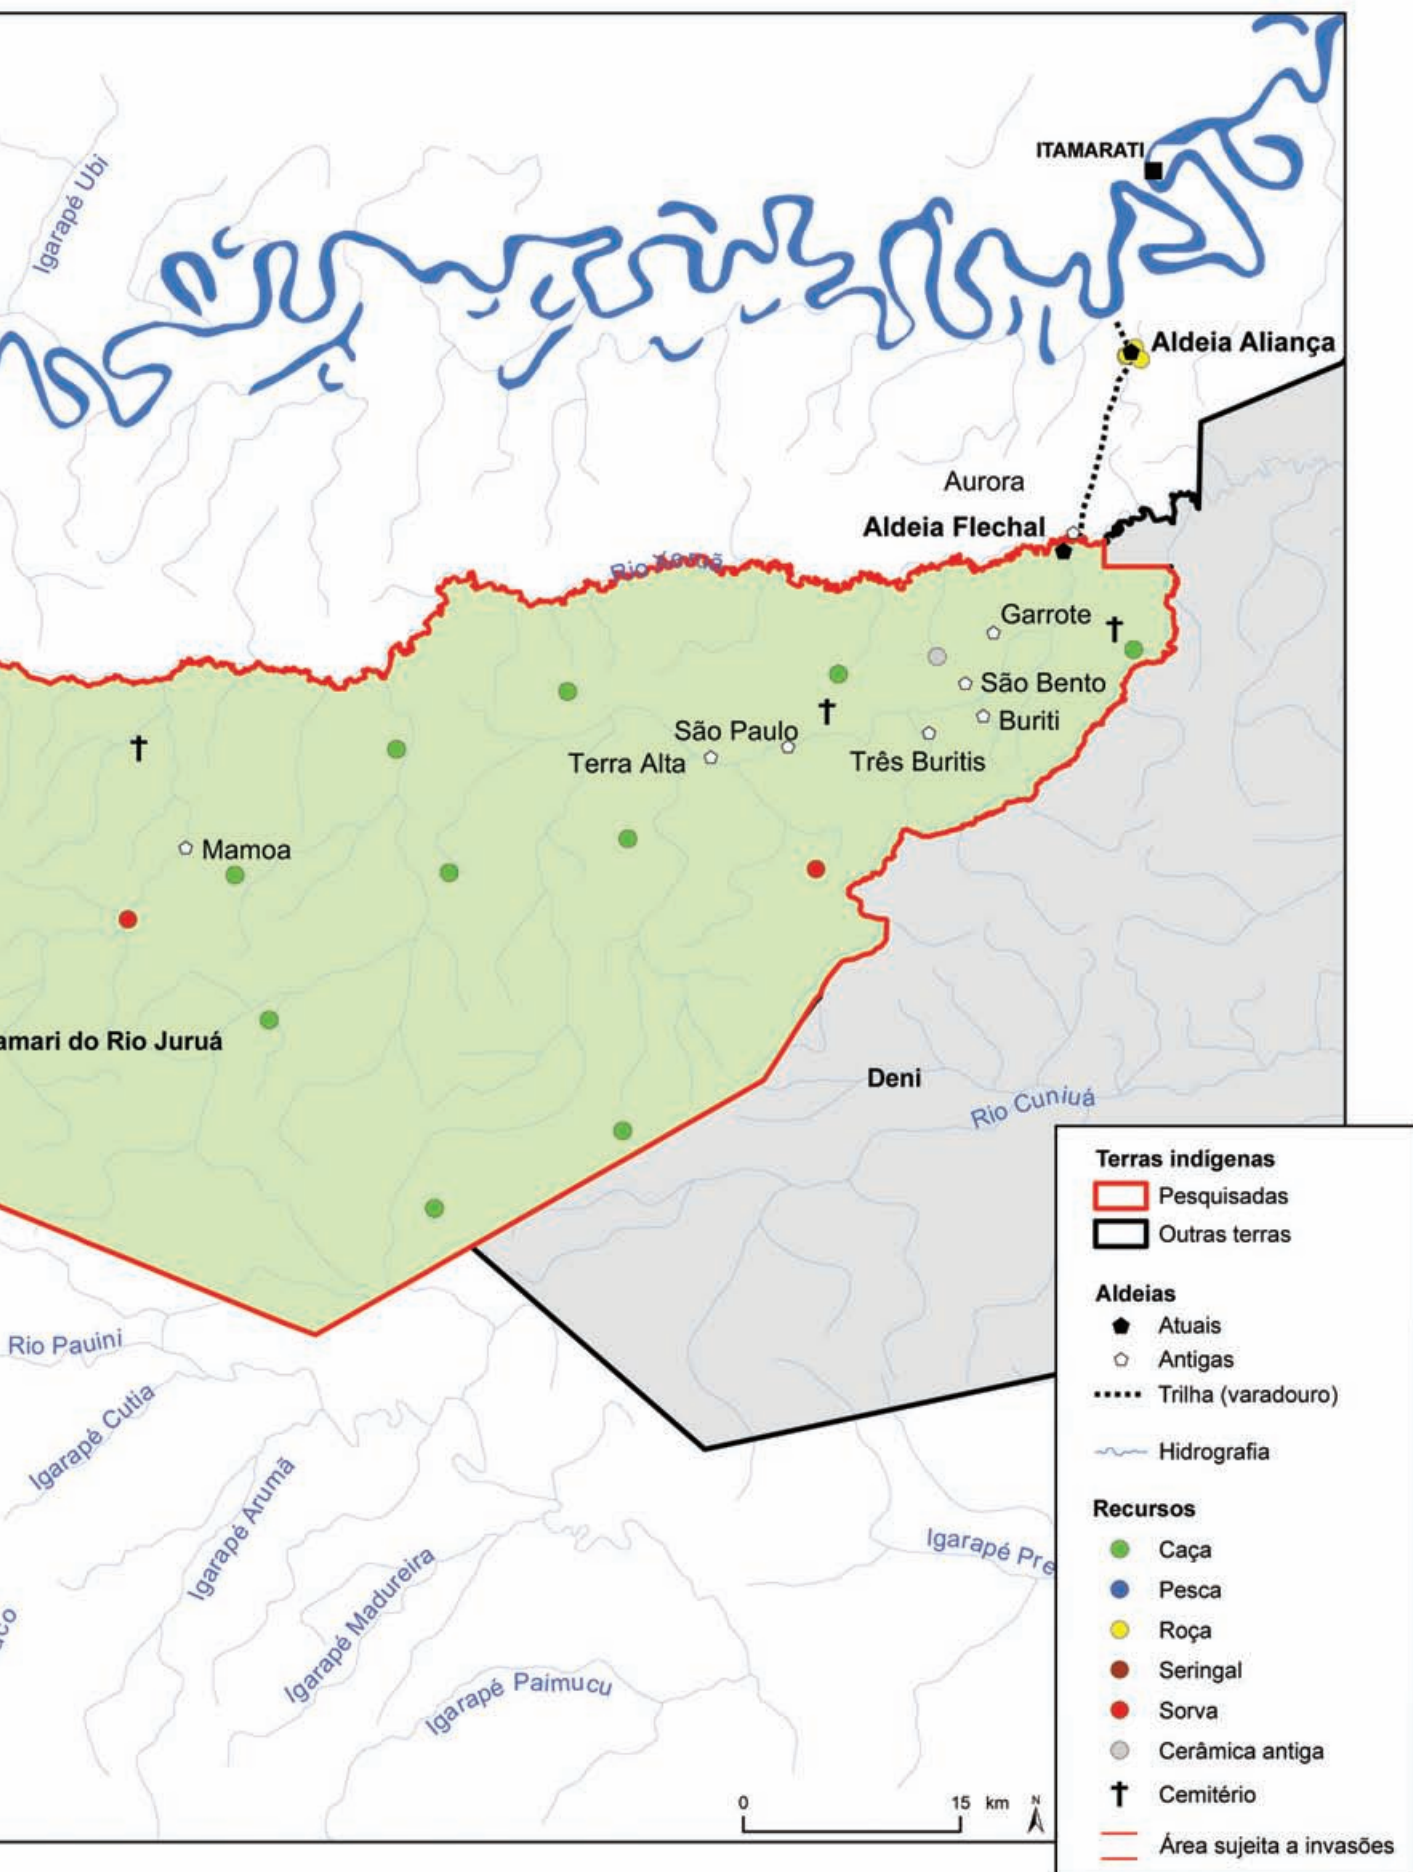 ITAMARATI
Igarapé Ubi
Aldeia Aliança
Aurora
Aldeia Flechal
Rio
Garrote
São Bento
Buriti
São Paulo
Terra Alta
Três Buritis
Mamoa
amari do Rio Juruá
Deni
Rio Cuniuá
Rio Pauini
Igarapé Cutia
Igarapé Arumã
Igarapé Madureira
Igarapé Paimucu
Igarapé Pre
co
0 15 km N
Terras indígenas
Pesquisadas
Outras terras
Aldeias
Atuais
Antigas
Trilha (varadouro)
Hidrografia
Recursos
Caça
Pesca
Roça
Seringal
Sorva
Cerâmica antiga
Cemitério
Área sujeita a invasões